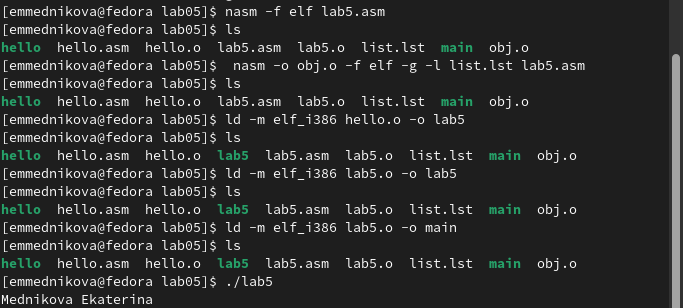 [emmednikova@fedora lab05]$ nasm -f elf lab5.asm
[emmednikova@fedora lab05]$ ls
hello hello.asm hello.o lab5.asm lab5.o list.lst main obj.o
[emmednikova@fedora lab05]$  nasm -o obj.o -f elf -g -l list.lst lab5.asm
[emmednikova@fedora lab05]$ ls
hello hello.asm hello.o lab5.asm lab5.o list.lst main obj.o
[emmednikova@fedora lab05]$ ld -m elf_i386 hello.o -o lab5
[emmednikova@fedora lab05]$ ls
hello hello.asm hello.o lab5 lab5.asm lab5.o list.lst main obj.o
[emmednikova@fedora lab05]$ ld -m elf_i386 lab5.o -o lab5
[emmednikova@fedora lab05]$ ls
hello hello.asm hello.o lab5 lab5.asm lab5.o list.lst main obj.o
[emmednikova@fedora lab05]$ ld -m elf_i386 lab5.o -o main
[emmednikova@fedora lab05]$ ls
hello hello.asm hello.o lab5 lab5.asm lab5.o list.lst main obj.o
[emmednikova@fedora lab05]$ ./lab5
Mednikova Ekaterina